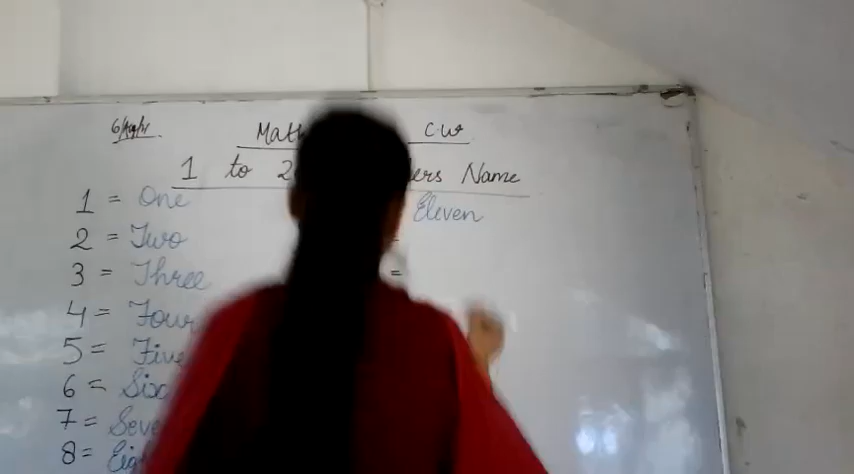 Math CW
1 to 2 ers Name
1 = One
2 = Two
3 = Three
4 = Four
5 = Five
6 = Six
7 = Seve
8 = Eig
Eleven
=